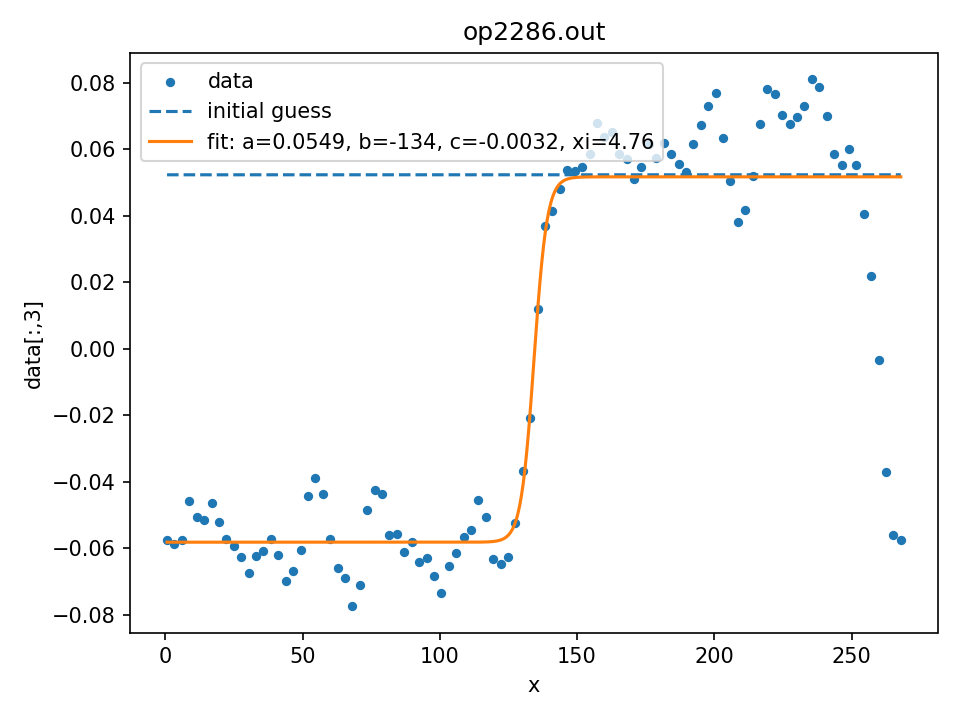 op2286.out
data
initial guess
fit: a=0.0549, b=-134, c=-0.0032, xi=4.76
0.08
0.06
0.04
0.02
0.00
−0.02
−0.04
−0.06
−0.08
data[:,3]
0 50 100 150 200 250
x